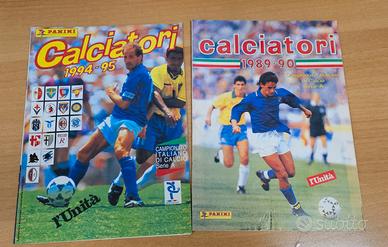 PANINI
Calciatori
1994-95
CAMPIONATO
ITALIANO
DI CALCIO
Serie A
l'Unità
calciatori
1989-90
l'Unità
PANINI
subito